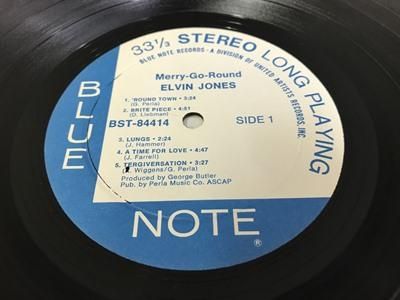 33 1/3 STEREO LONG PLAYING
BLUE NOTE RECORDS • A DIVISION OF UNITED ARTISTS RECORDS, INC.
Merry-Go-Round
ELVIN JONES
1. 'ROUND TOWN • 3:24
(G. Perla)
2. BRITE PIECE • 4:51
(D. Liebman)
BST-84414
SIDE 1
3. LUNGS • 2:24
(J. Hammer)
4. A TIME FOR LOVE • 4:47
(J. Farrell)
5. TERGIVERSATION • 3:27
Wiggens/G. Perla)
Produced by George Butler
Pub. by Perla Music Co. ASCAP
BLUE
NOTE
®